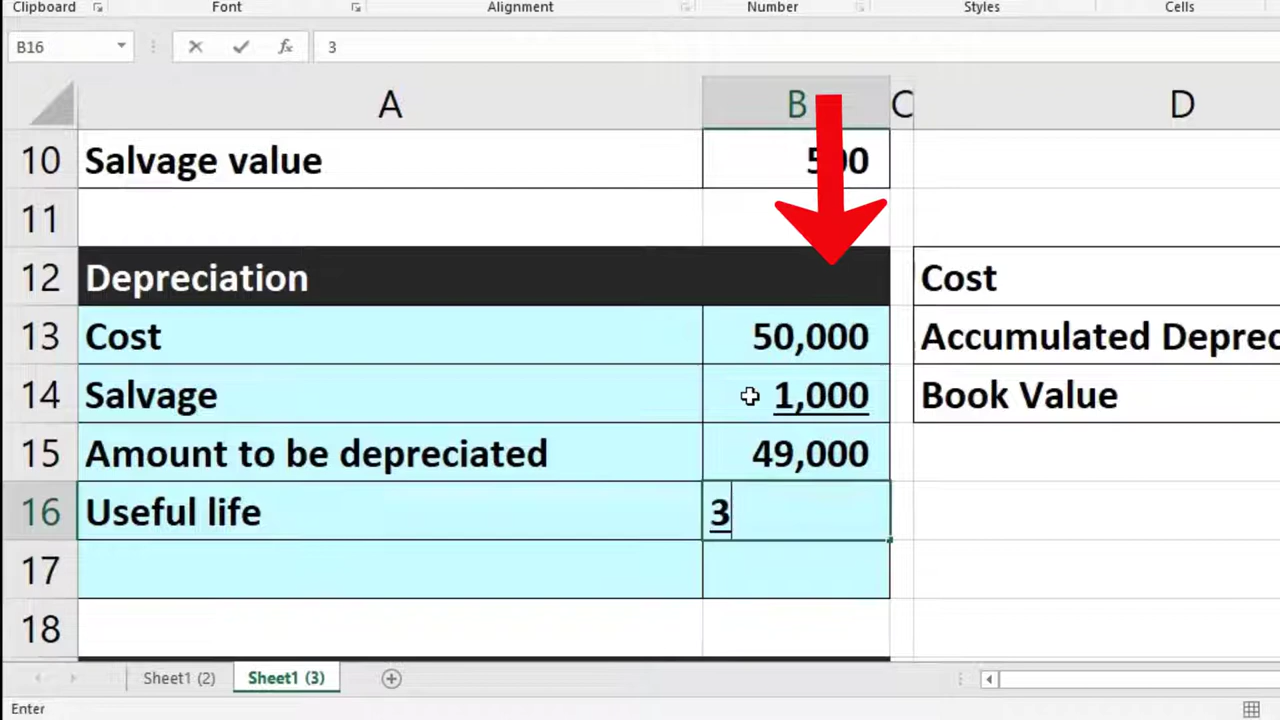 Clipboard Font Alignment Number Styles Cells
B16 fx 3
A B C D
10 Salvage value 500
11
12 Depreciation Cost
13 Cost 50,000 Accumulated Deprec
14 Salvage 1,000 Book Value
15 Amount to be depreciated 49,000
16 Useful life 3
17
18
Sheet1 (2) Sheet1 (3)
Enter